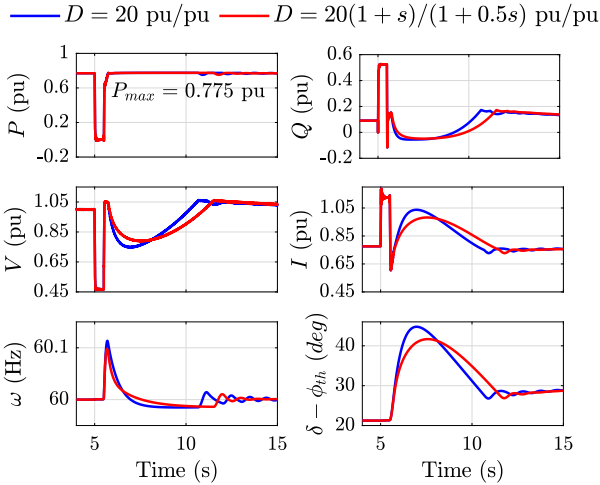 D = 20 pu/pu D = 20(1 + s)/(1 + 0.5s) pu/pu
P (pu)
1
0.6
0.2
-0.2
P_max = 0.775 pu
Q (pu)
0.6
0.4
0.2
0
-0.2
V (pu)
1.05
0.85
0.65
0.45
I (pu)
1.05
0.85
0.65
0.45
ω (Hz)
60.1
60
5 10 15
Time (s)
δ − ϕ_th (deg)
40
30
20
5 10 15
Time (s)